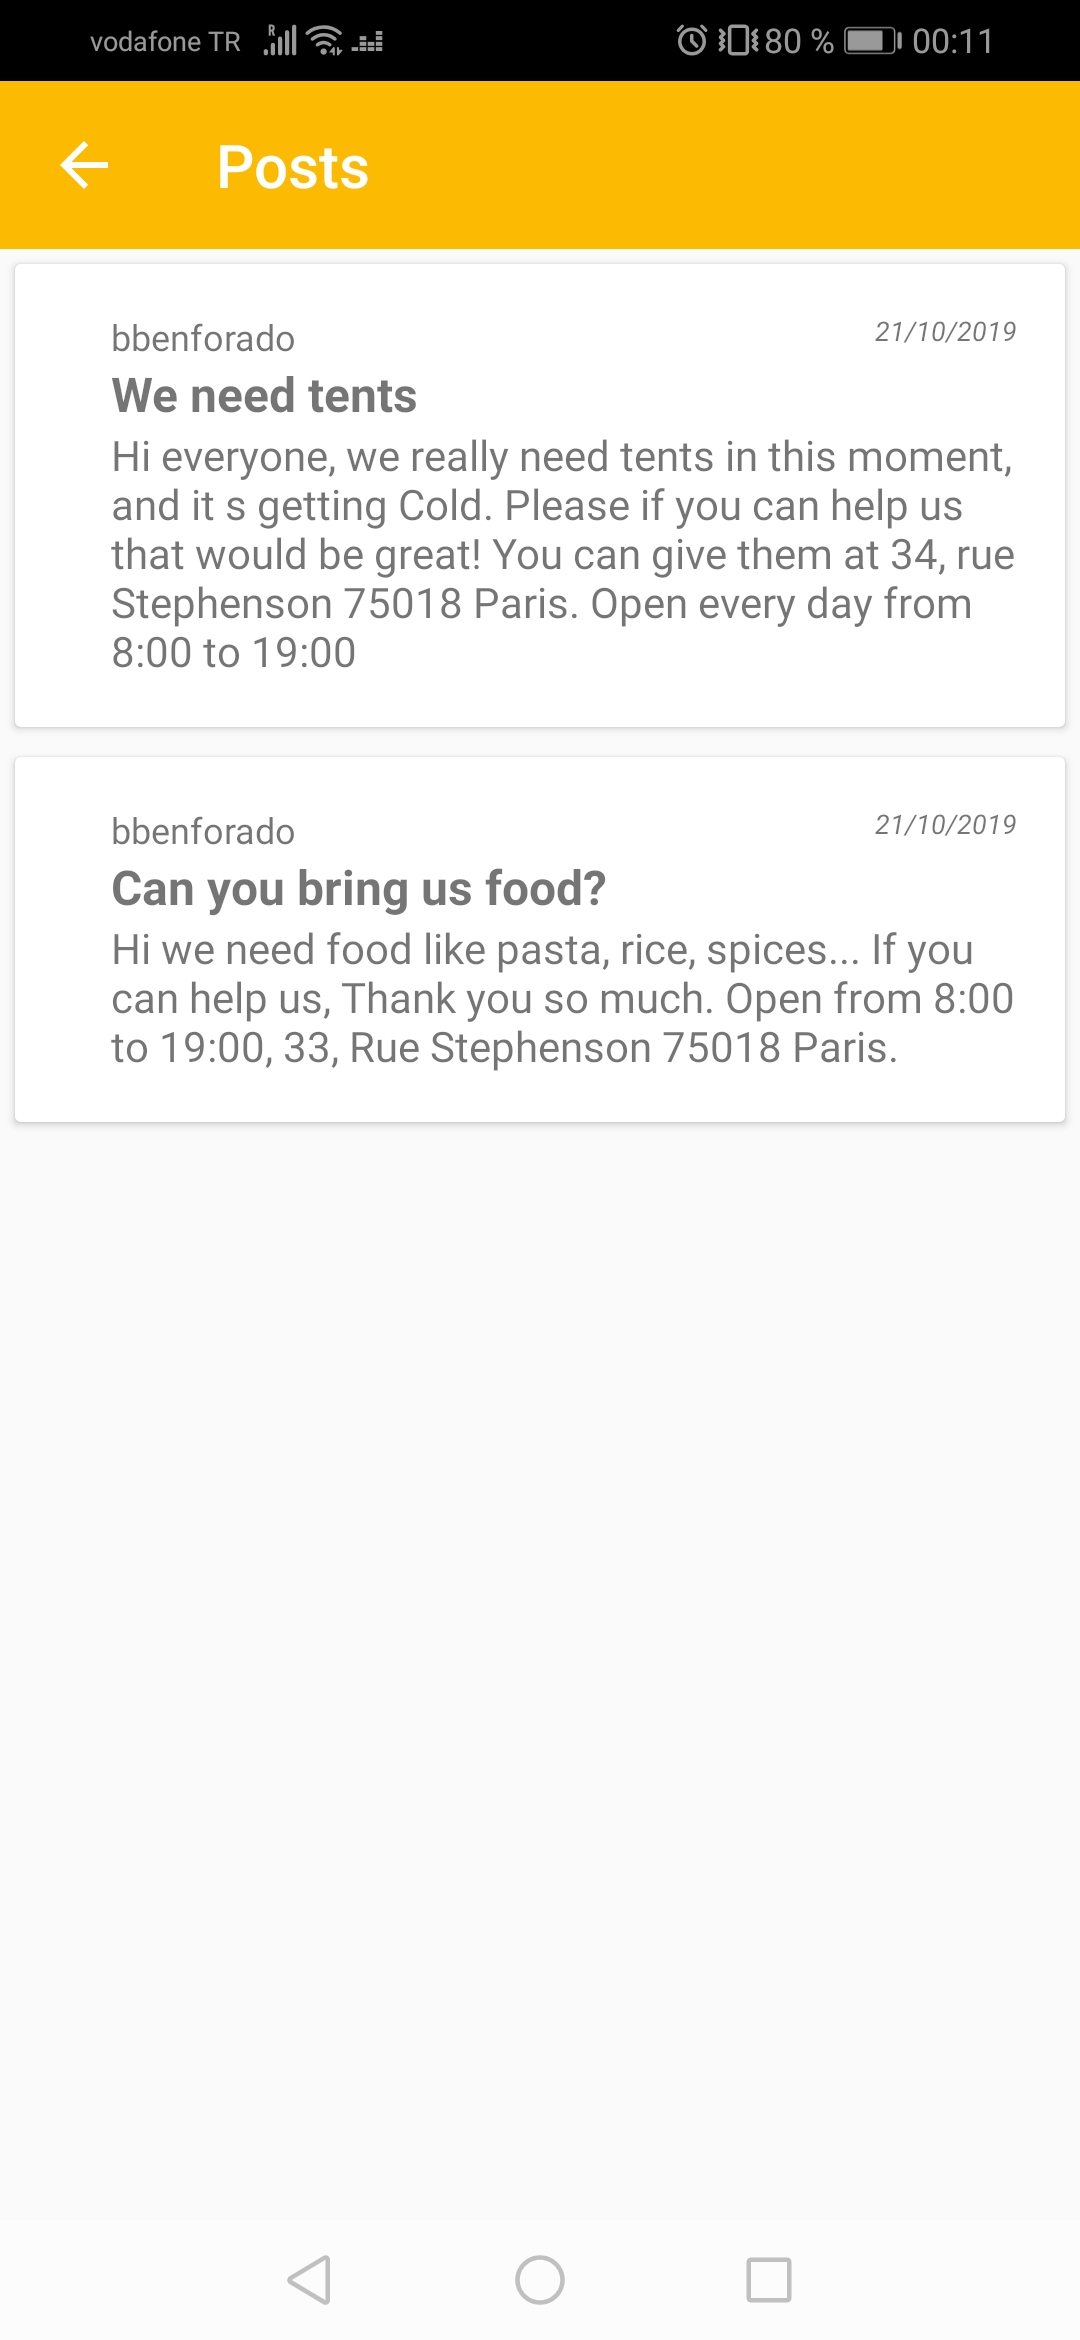 vodafone TR 80 % 00:11
Posts
bbenforado 21/10/2019
We need tents
Hi everyone, we really need tents in this moment,
and it s getting Cold. Please if you can help us
that would be great! You can give them at 34, rue
Stephenson 75018 Paris. Open every day from
8:00 to 19:00
bbenforado 21/10/2019
Can you bring us food?
Hi we need food like pasta, rice, spices... If you
can help us, Thank you so much. Open from 8:00
to 19:00, 33, Rue Stephenson 75018 Paris.